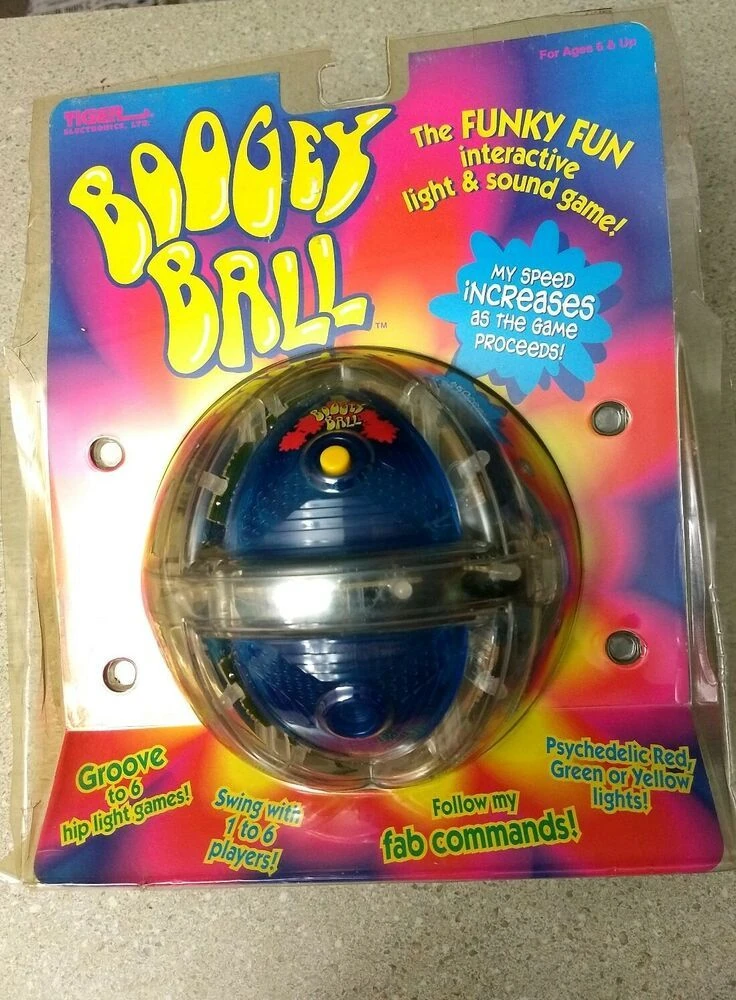 TIGER
ELECTRONICS, LTD.
For Ages 5 & Up
BOOGEY
BALL™
The FUNKY FUN
interactive
light & sound game!
MY SPEED
INCREASES
AS THE GAME
PROCEEDS!
BOOGEY
BALL
Groove
to 6
hip light games!
Swing with
1 to 6
players!
Follow my
fab commands!
Psychedelic Red,
Green or Yellow
lights!